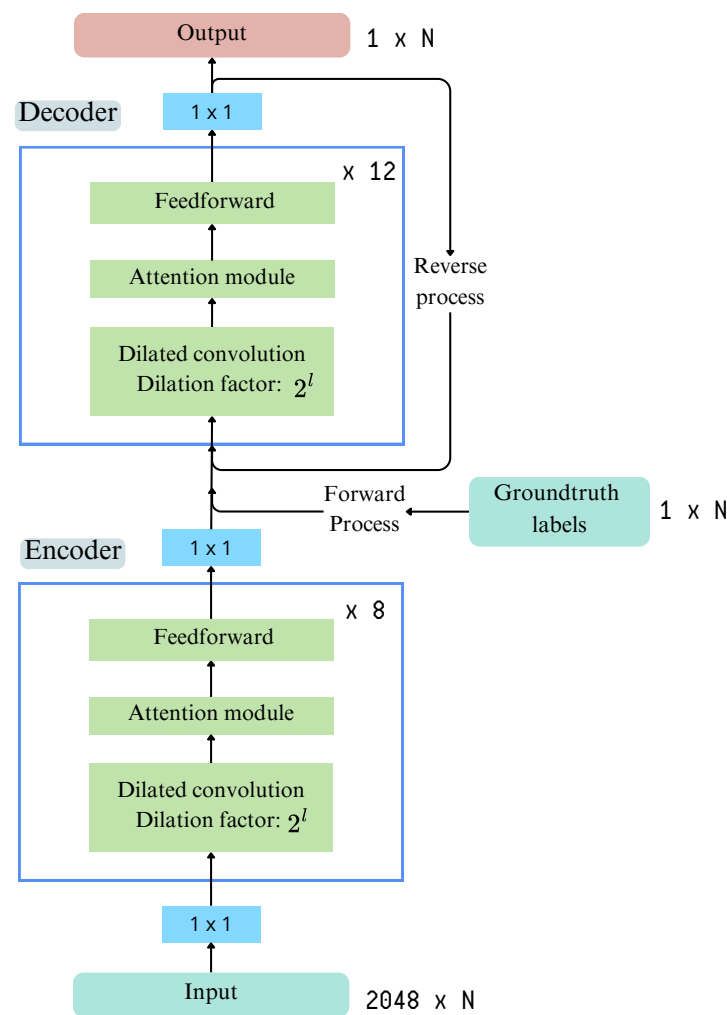 Output
1 x N
Decoder
1 x 1
x 12
Feedforward
Attention module
Reverse
process
Dilated convolution
Dilation factor: 2^l
Forward
Process
Groundtruth
labels
1 x N
Encoder
1 x 1
x 8
Feedforward
Attention module
Dilated convolution
Dilation factor: 2^l
1 x 1
Input
2048 x N